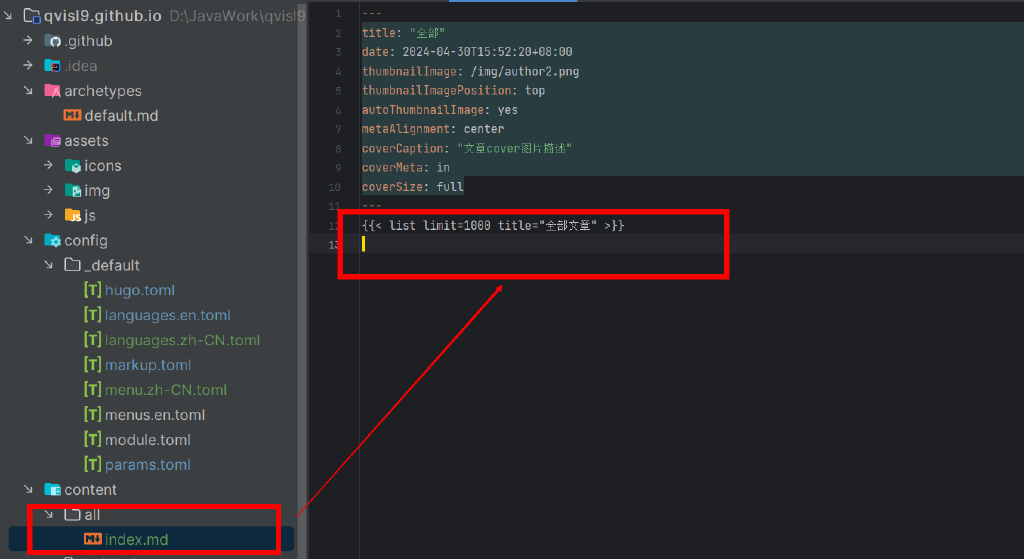 qvisl9.github.io D:\JavaWork\qvisl9
.github
.idea
archetypes
default.md
assets
icons
img
js
config
_default
[T] hugo.toml
[T] languages.en.toml
[T] languages.zh-CN.toml
[T] markup.toml
[T] menu.zh-CN.toml
[T] menus.en.toml
[T] module.toml
[T] params.toml
content
all
index.md
1 ---
2 title: "全部"
3 date: 2024-04-30T15:52:20+08:00
4 thumbnailImage: /img/author2.png
5 thumbnailImagePosition: top
6 autoThumbnailImage: yes
7 metaAlignment: center
8 coverCaption: "文章cover图片描述"
9 coverMeta: in
10 coverSize: full
11 ---
12 {{< list limit=1000 title="全部文章" >}}
13